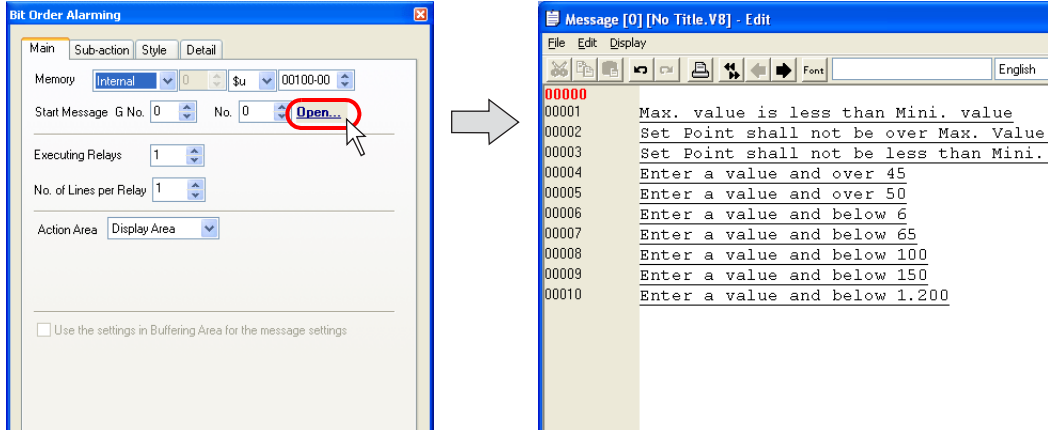 Bit Order Alarming
Main Sub-action Style Detail
Memory Internal 0 $u 00100-00
Start Message G No. 0 No. 0 Open...
Executing Relays 1
No. of Lines per Relay 1
Action Area Display Area
Use the settings in Buffering Area for the message settings
Message [0] [No Title.V8] - Edit
File Edit Display
Font English
00000
00001 Max. value is less than Mini. value
00002 Set Point shall not be over Max. Value
00003 Set Point shall not be less than Mini.
00004 Enter a value and over 45
00005 Enter a value and over 50
00006 Enter a value and below 6
00007 Enter a value and below 65
00008 Enter a value and below 100
00009 Enter a value and below 150
00010 Enter a value and below 1.200